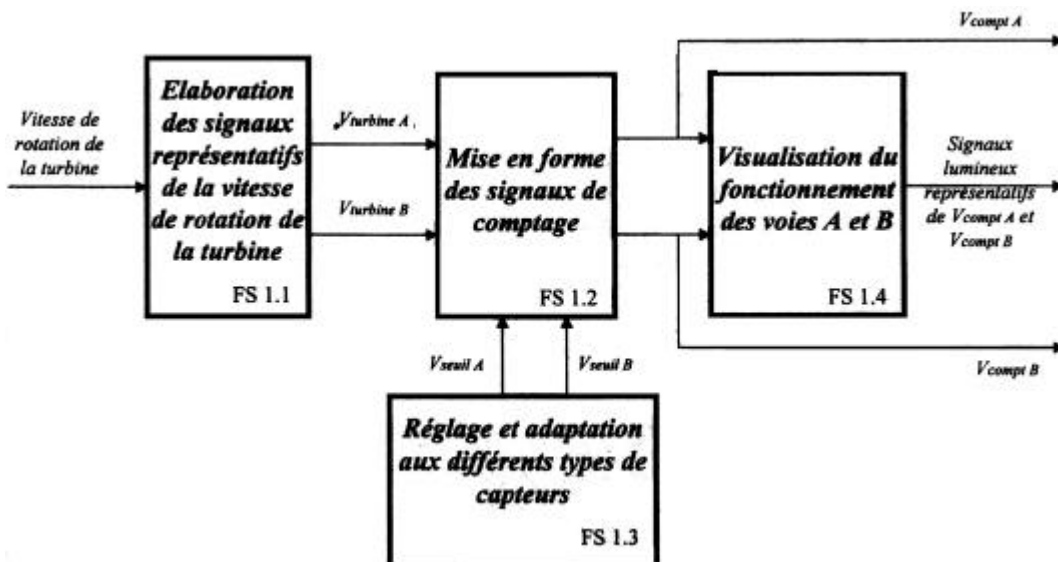 V compt A
Elaboration
des signaux
représentatifs
de la vitesse
de rotation de
la turbine
FS 1.1
Vitesse de
rotation de
la turbine
Vturbine A
Vturbine B
Mise en forme
des signaux de
comptage
FS 1.2
Visualisation du
fonctionnement
des voies A et B
FS 1.4
Signaux
lumineux
représentatifs
de Vcompt A et
Vcompt B
Vseuil A
Vseuil B
Vcompt B
Réglage et adaptation
aux différents types de
capteurs
FS 1.3